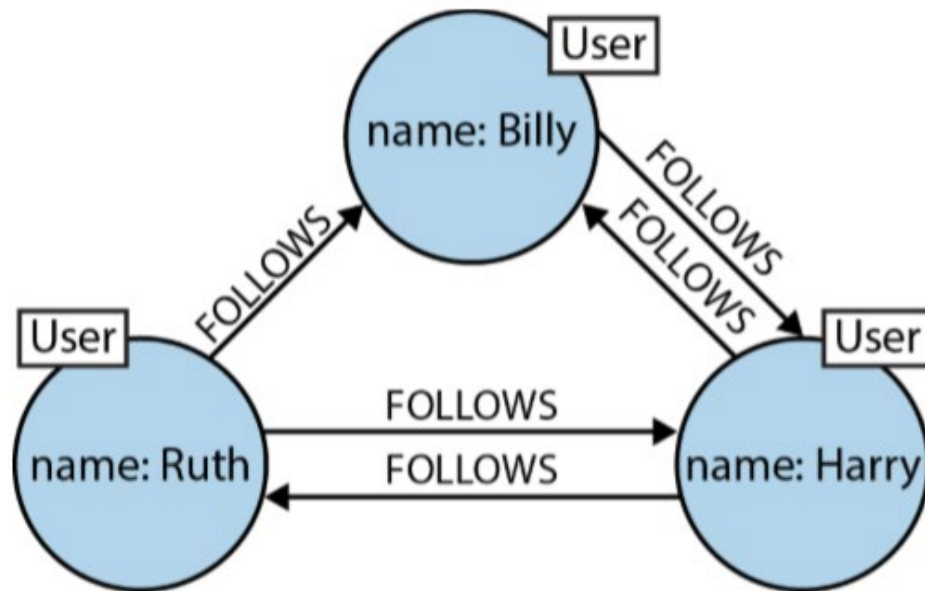 User
name: Billy
FOLLOWS
FOLLOWS
FOLLOWS
User
User
FOLLOWS
name: Ruth
FOLLOWS
name: Harry